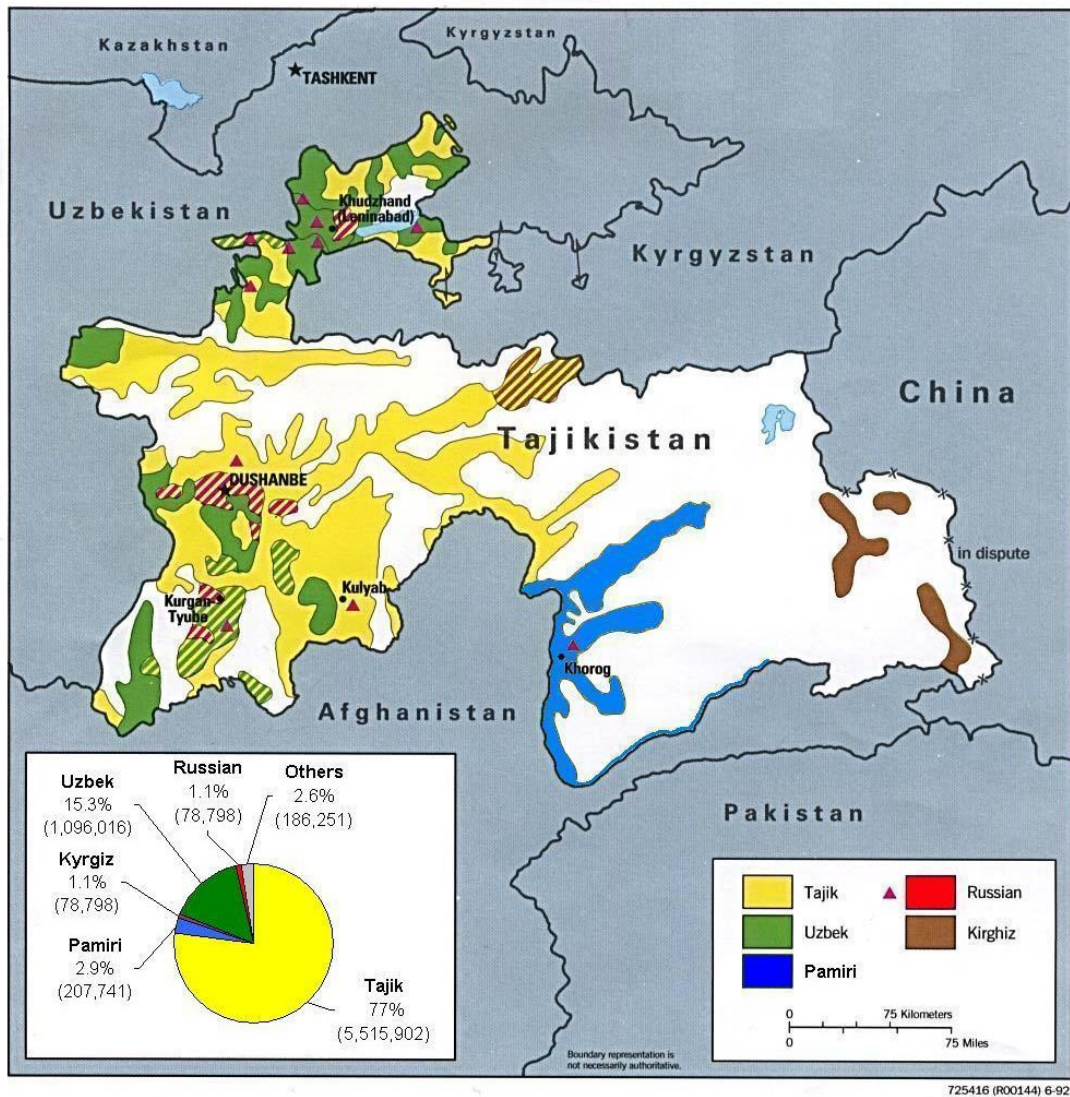 Kazakhstan
Kyrgyzstan
TASHKENT
Uzbekistan
Khudzhand
(Leninabad)
Kyrgyzstan
China
Tajikistan
DUSHANBE
in dispute
Kurgan-
Tyube
Kulyab
Khorog
Afghanistan
Pakistan
Uzbek
15.3%
(1,096,016)
Russian
1.1%
(78,798)
Others
2.6%
(186,251)
Kyrgiz
1.1%
(78,798)
Pamiri
2.9%
(207,741)
Tajik
77%
(5,515,902)
Tajik
Russian
Uzbek
Kirghiz
Pamiri
0 75 Kilometers
0 75 Miles
Boundary representation is
not necessarily authoritative.
725416 (R00144) 6-92